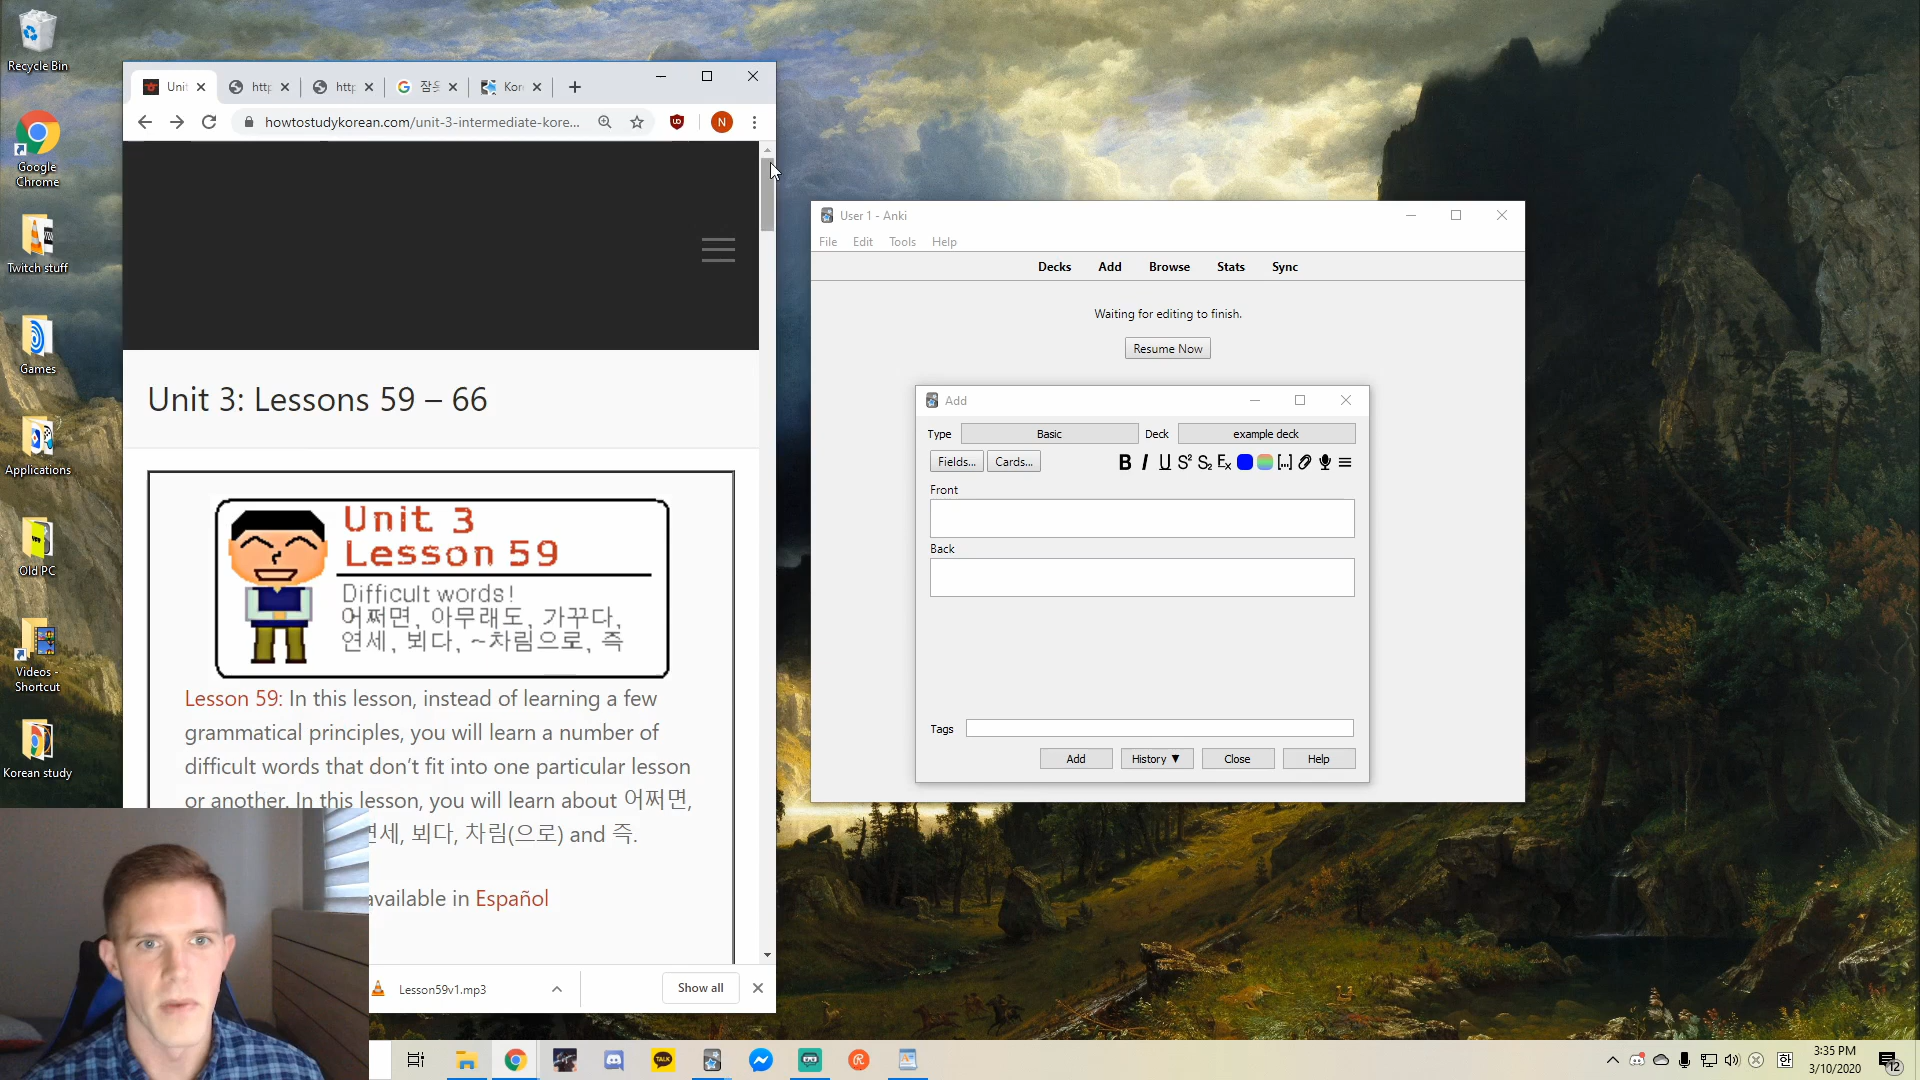 Recycle Bin
Google
Chrome
Twitch stuff
Games
Applications
Old PC
Videos -
Shortcut
Korean study
Unit
http
http
잠
Kor
howtostudykorean.com/unit-3-intermediate-kore...
N
Unit 3: Lessons 59 – 66
Unit 3
Lesson 59
Difficult words!
어쩌면, 아무래도, 가꾸다,
연세, 뵈다, ~차림으로, 즉
Lesson 59: In this lesson, instead of learning a few
grammatical principles, you will learn a number of
difficult words that don't fit into one particular lesson
or another. In this lesson, you will learn about 어쩌면,
연세, 뵈다, 차림(으로) and 즉.
available in Español
Lesson59v1.mp3
Show all
User 1 - Anki
File Edit Tools Help
Decks Add Browse Stats Sync
Waiting for editing to finish.
Resume Now
Add
Type Basic Deck example deck
Fields... Cards...
Front
Back
Tags
Add History ▼ Close Help
TALK
한
3:35 PM
3/10/2020
12